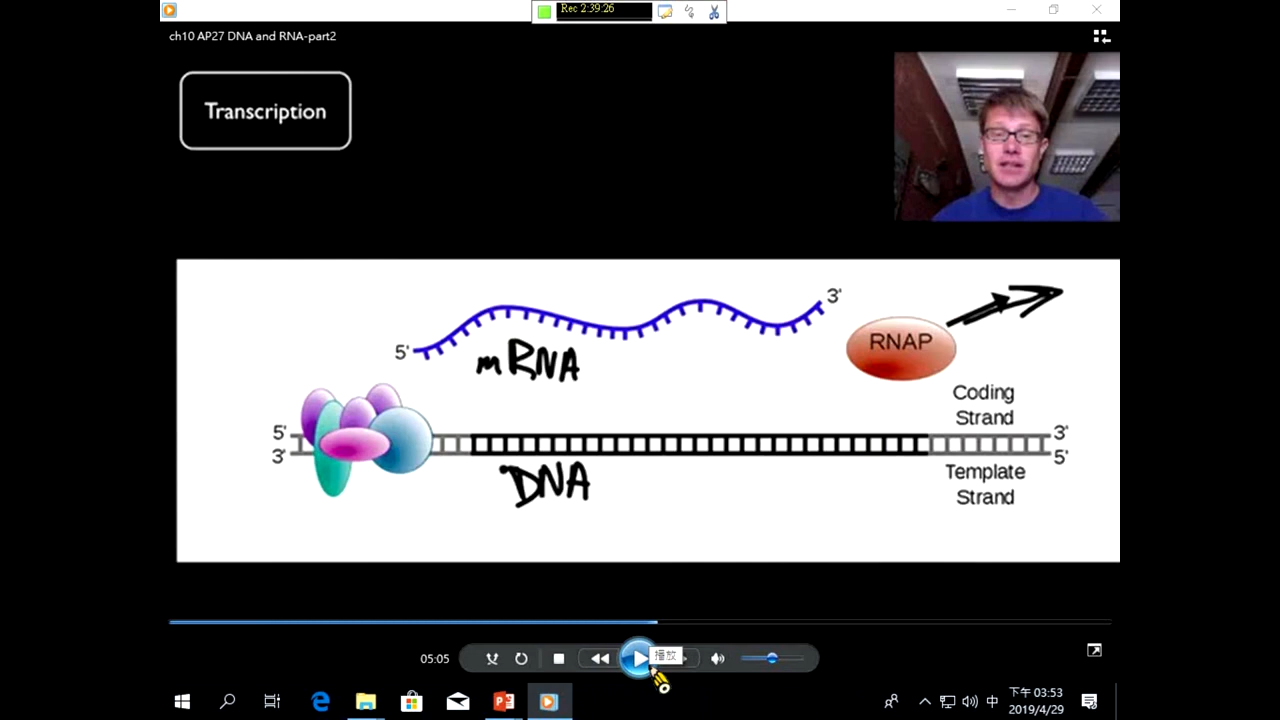 Rec 2:39:26
ch10 AP27 DNA and RNA-part2
Transcription
3'
5'
mRNA
RNAP
Coding
Strand
5'
3'
3'
5'
DNA
Template
Strand
05:05
播放
中
下午 03:53
2019/4/29